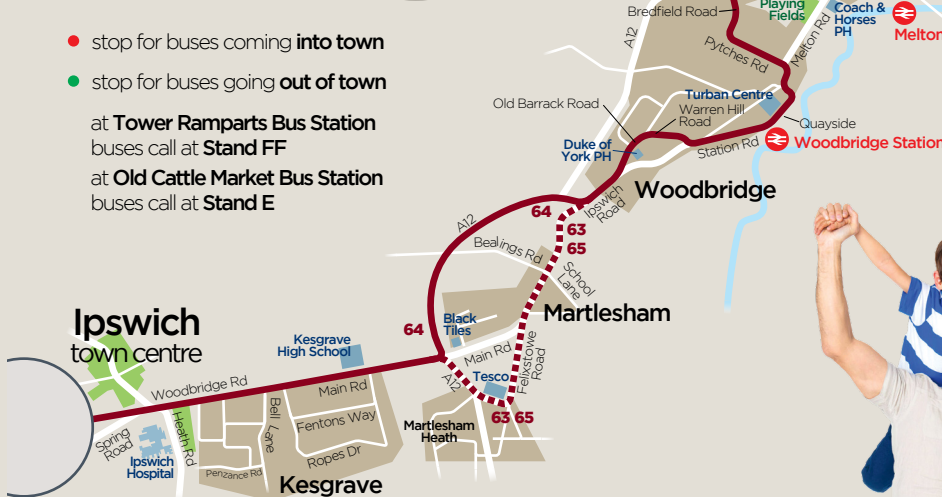 stop for buses coming into town
stop for buses going out of town
at Tower Ramparts Bus Station
buses call at Stand FF
at Old Cattle Market Bus Station
buses call at Stand E
Bredfield Road
A12
Playing
Fields
Coach &
Horses
PH
Melton
Melton Rd
Pytches Rd
Turban Centre
Old Barrack Road
Warren Hill
Road
Quayside
Duke of
York PH
Station Rd
Woodbridge Station
Woodbridge
Ipswich
Road
64
A12
63
65
Bealings Rd
School
Lane
Martlesham
Ipswich
town centre
64
Black
Tiles
Kesgrave
High School
Main Rd
Felixstowe
Road
A12
Tesco
Woodbridge Rd
Main Rd
63 65
Fentons Way
Martlesham
Heath
Bell Lane
Heath Rd
Spring
Road
Ipswich
Hospital
Ropes Dr
Penzance Rd
Kesgrave